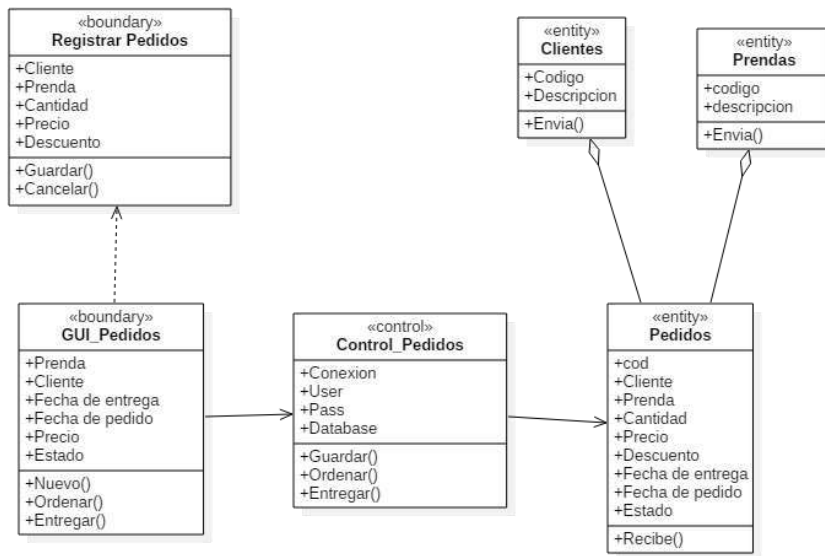 «boundary»
Registrar Pedidos
+Cliente
+Prenda
+Cantidad
+Precio
+Descuento
+Guardar()
+Cancelar()
«entity»
Clientes
+Codigo
+Descripcion
+Envia()
«entity»
Prendas
+codigo
+descripcion
+Envia()
«boundary»
GUI_Pedidos
+Prenda
+Cliente
+Fecha de entrega
+Fecha de pedido
+Precio
+Estado
+Nuevo()
+Ordenar()
+Entregar()
«control»
Control_Pedidos
+Conexion
+User
+Pass
+Database
+Guardar()
+Ordenar()
+Entregar()
«entity»
Pedidos
+cod
+Cliente
+Prenda
+Cantidad
+Precio
+Descuento
+Fecha de entrega
+Fecha de pedido
+Estado
+Recibe()